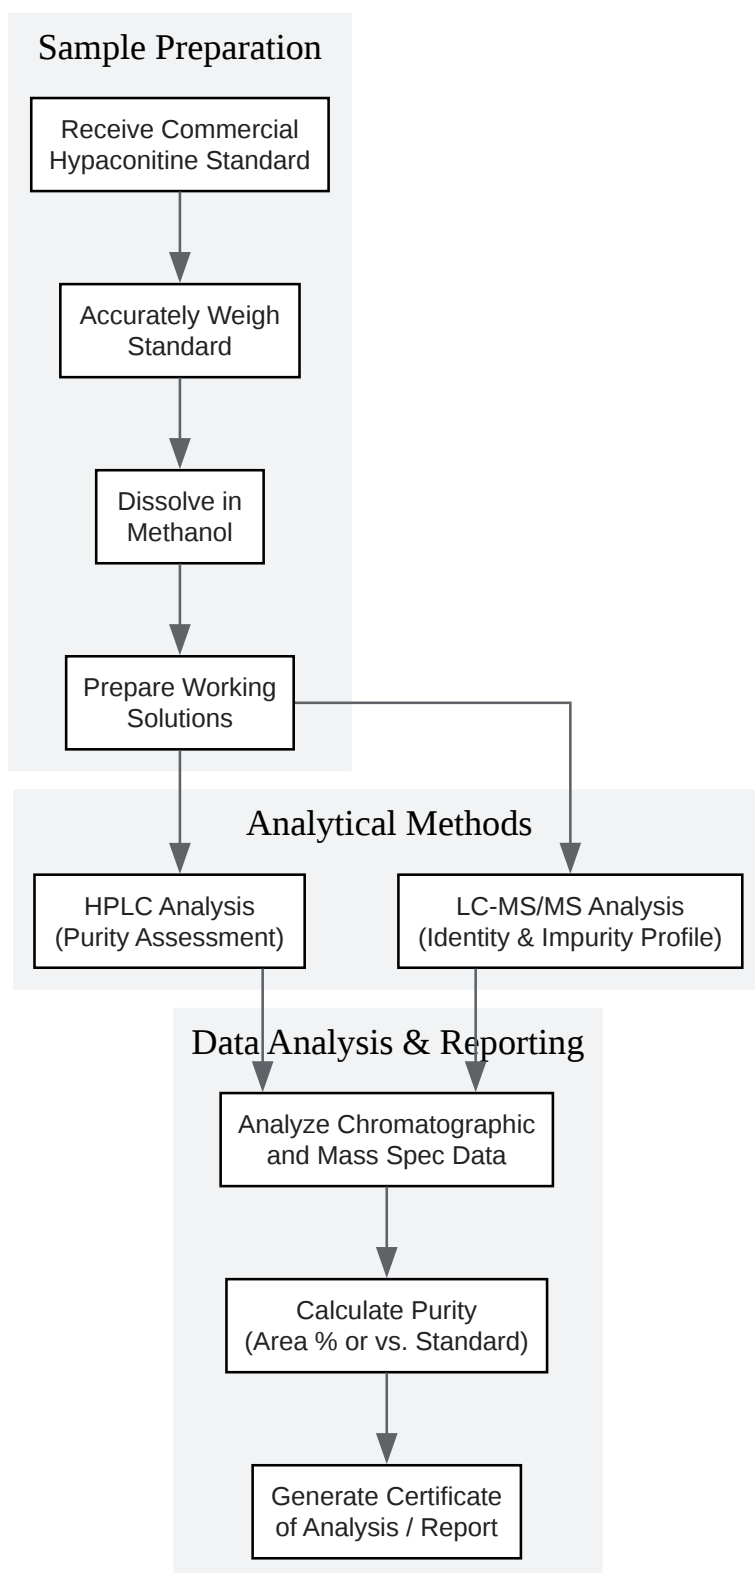 Sample Preparation
Receive Commercial
Hypaconitine Standard
Accurately Weigh
Standard
Dissolve in
Methanol
Prepare Working
Solutions
Analytical Methods
HPLC Analysis
(Purity Assessment)
LC-MS/MS Analysis
(Identity & Impurity Profile)
Data Analysis & Reporting
Analyze Chromatographic
and Mass Spec Data
Calculate Purity
(Area % or vs. Standard)
Generate Certificate
of Analysis / Report